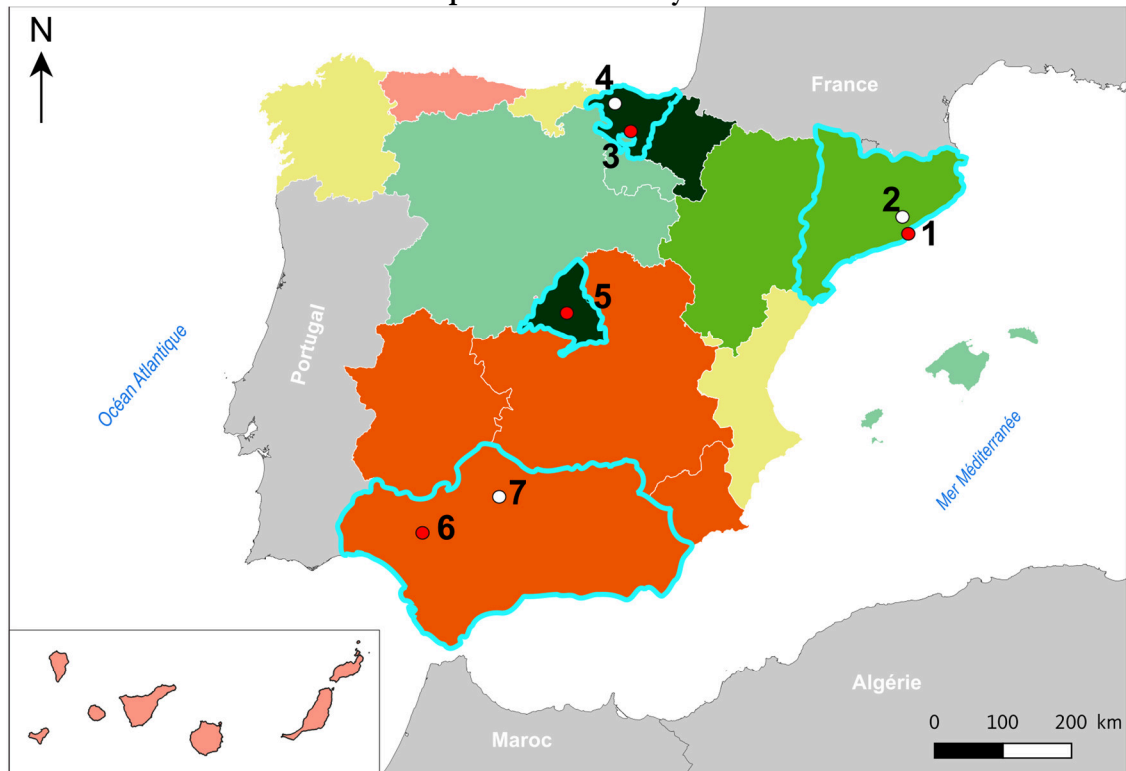 N
France
4
3
2
1
5
Portugal
Océan Atlantique
Mer Méditerranée
7
6
Algérie
Maroc
0 100 200 km